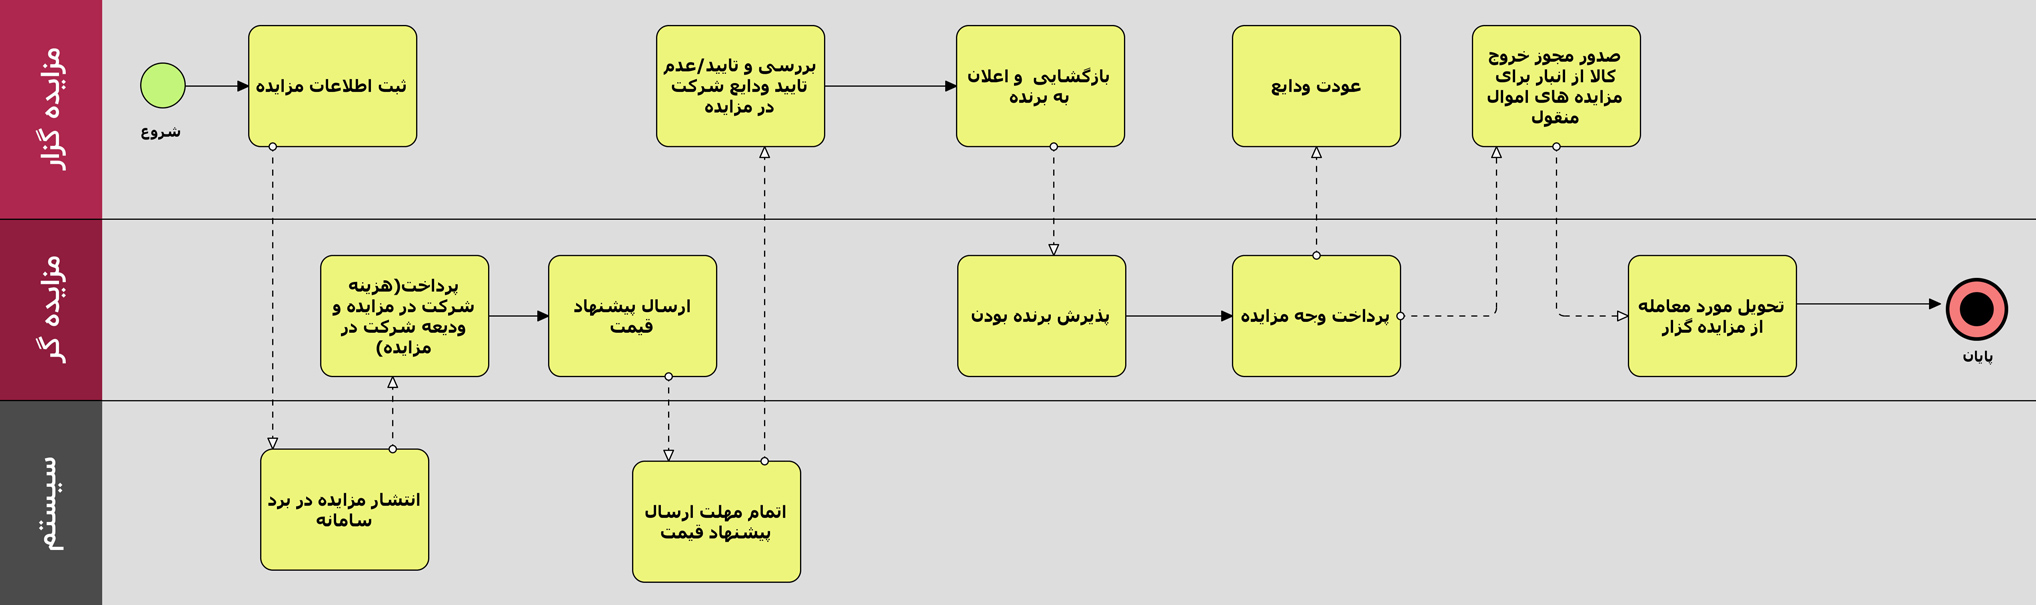 مزایده گزار
شروع
ثبت اطلاعات مزایده
بررسی و تایید/عدم
تایید ودایع شرکت
در مزایده
بازگشایی و اعلان
به برنده
عودت ودایع
صدور مجوز خروج
کالا از انبار برای
مزایده های اموال
منقول
مزایده گر
پرداخت(هزینه
شرکت در مزایده و
ودیعه شرکت در
مزایده)
ارسال پیشنهاد
قیمت
پذیرش برنده بودن
پرداخت وجه مزایده
تحویل مورد معامله
از مزایده گزار
پایان
سیستم
انتشار مزایده در برد
سامانه
اتمام مهلت ارسال
پیشنهاد قیمت